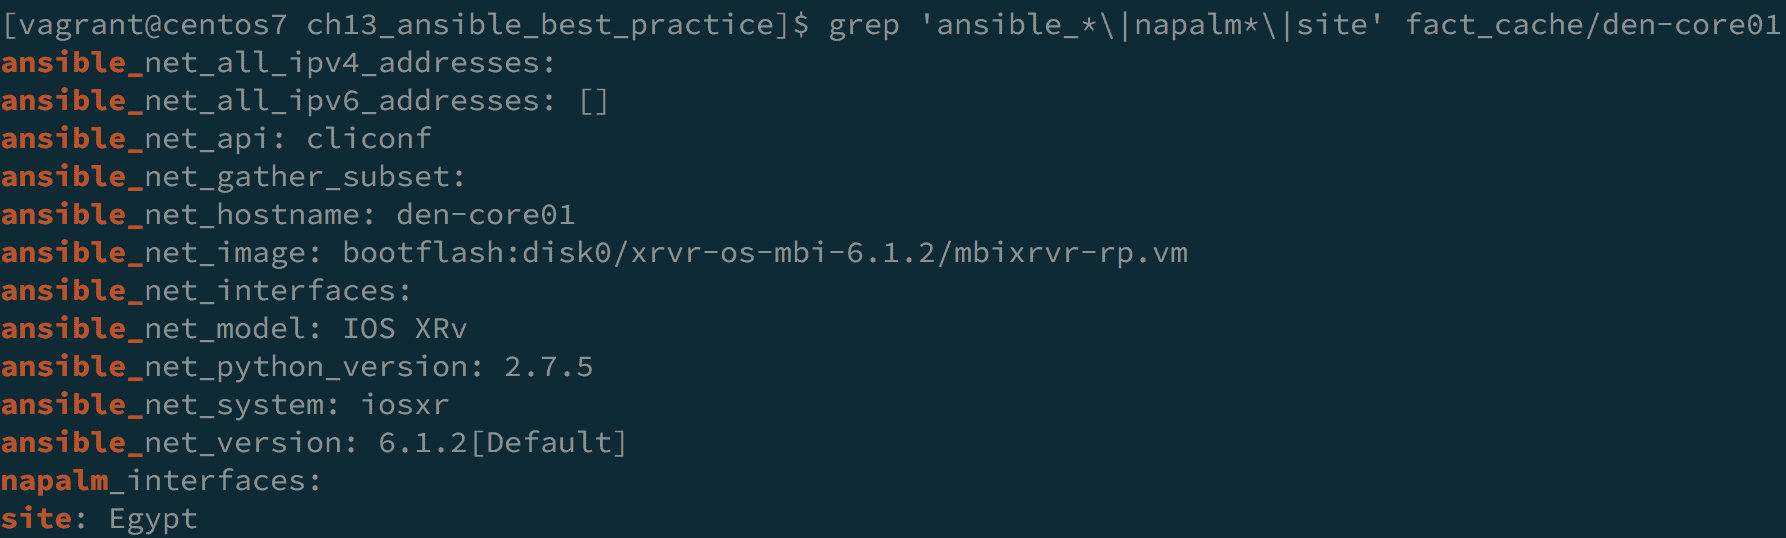 [vagrant@centos7 ch13_ansible_best_practice]$ grep 'ansible_*\|napalm*\|site' fact_cache/den-core01
ansible_net_all_ipv4_addresses:
ansible_net_all_ipv6_addresses: []
ansible_net_api: cliconf
ansible_net_gather_subset:
ansible_net_hostname: den-core01
ansible_net_image: bootflash:disk0/xrvr-os-mbi-6.1.2/mbixrvr-rp.vm
ansible_net_interfaces:
ansible_net_model: IOS XRv
ansible_net_python_version: 2.7.5
ansible_net_system: iosxr
ansible_net_version: 6.1.2[Default]
napalm_interfaces:
site: Egypt